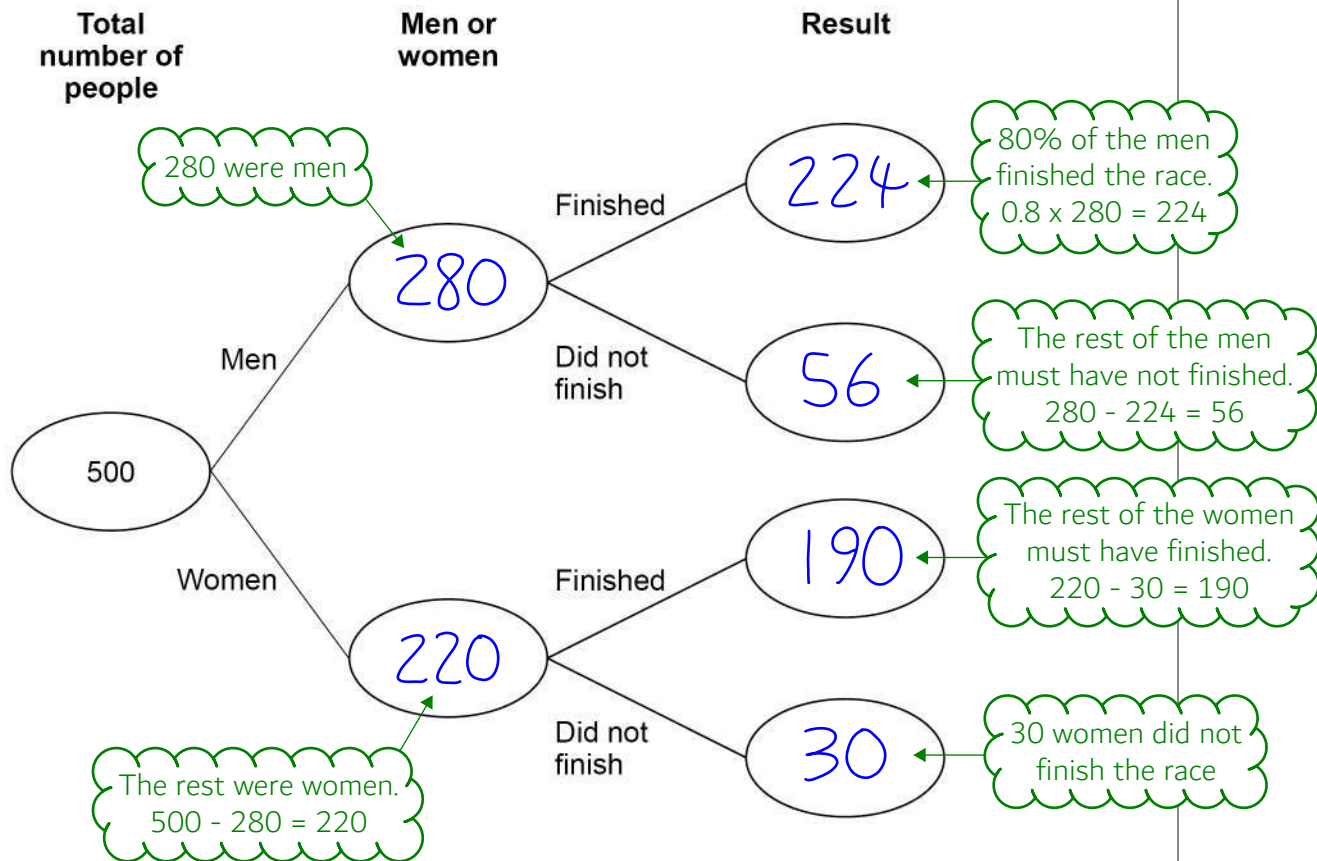 Total
number of
people
Men or
women
Result
280 were men
280
Finished
224
80% of the men
finished the race.
0.8 x 280 = 224
Men
Did not
finish
56
The rest of the men
must have not finished.
280 - 224 = 56
500
Women
220
Finished
190
The rest of the women
must have finished.
220 - 30 = 190
Did not
finish
30
30 women did not
finish the race
The rest were women.
500 - 280 = 220